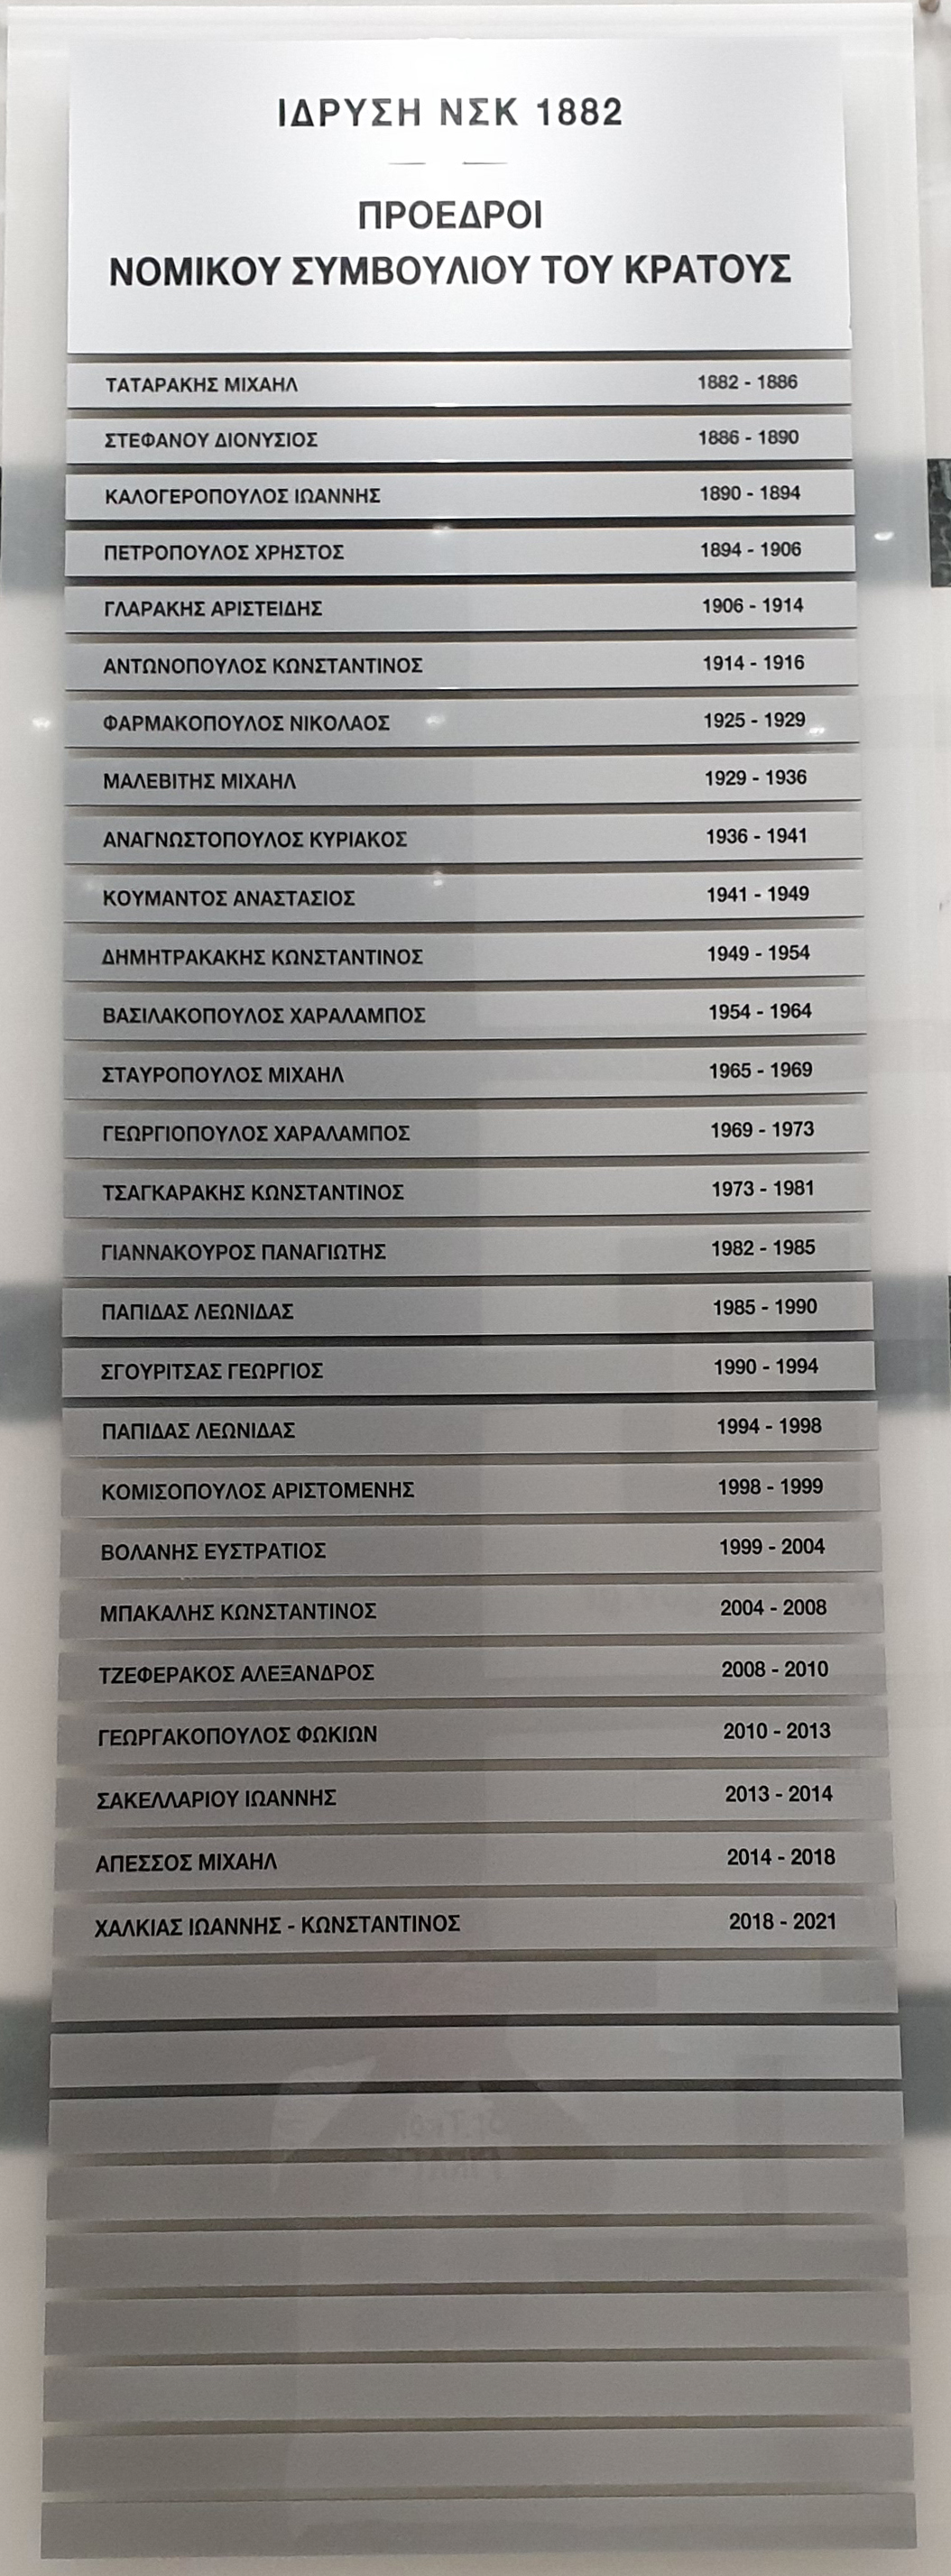 ΙΔΡΥΣΗ ΝΣΚ 1882
ΠΡΟΕΔΡΟΙ
ΝΟΜΙΚΟΥ ΣΥΜΒΟΥΛΙΟΥ ΤΟΥ ΚΡΑΤΟΥΣ
ΤΑΤΑΡΑΚΗΣ ΜΙΧΑΗΛ 1882 - 1886
ΣΤΕΦΑΝΟΥ ΔΙΟΝΥΣΙΟΣ 1886 - 1890
ΚΑΛΟΓΕΡΟΠΟΥΛΟΣ ΙΩΑΝΝΗΣ 1890 - 1894
ΠΕΤΡΟΠΟΥΛΟΣ ΧΡΗΣΤΟΣ 1894 - 1906
ΓΛΑΡΑΚΗΣ ΑΡΙΣΤΕΙΔΗΣ 1906 - 1914
ΑΝΤΩΝΟΠΟΥΛΟΣ ΚΩΝΣΤΑΝΤΙΝΟΣ 1914 - 1916
ΦΑΡΜΑΚΟΠΟΥΛΟΣ ΝΙΚΟΛΑΟΣ 1925 - 1929
ΜΑΛΕΒΙΤΗΣ ΜΙΧΑΗΛ 1929 - 1936
ΑΝΑΓΝΩΣΤΟΠΟΥΛΟΣ ΚΥΡΙΑΚΟΣ 1936 - 1941
ΚΟΥΜΑΝΤΟΣ ΑΝΑΣΤΑΣΙΟΣ 1941 - 1949
ΔΗΜΗΤΡΑΚΑΚΗΣ ΚΩΝΣΤΑΝΤΙΝΟΣ 1949 - 1954
ΒΑΣΙΛΑΚΟΠΟΥΛΟΣ ΧΑΡΑΛΑΜΠΟΣ 1954 - 1964
ΣΤΑΥΡΟΠΟΥΛΟΣ ΜΙΧΑΗΛ 1965 - 1969
ΓΕΩΡΓΙΟΠΟΥΛΟΣ ΧΑΡΑΛΑΜΠΟΣ 1969 - 1973
ΤΣΑΓΚΑΡΑΚΗΣ ΚΩΝΣΤΑΝΤΙΝΟΣ 1973 - 1981
ΓΙΑΝΝΑΚΟΥΡΟΣ ΠΑΝΑΓΙΩΤΗΣ 1982 - 1985
ΠΑΠΙΔΑΣ ΛΕΩΝΙΔΑΣ 1985 - 1990
ΣΓΟΥΡΙΤΣΑΣ ΓΕΩΡΓΙΟΣ 1990 - 1994
ΠΑΠΙΔΑΣ ΛΕΩΝΙΔΑΣ 1994 - 1998
ΚΟΜΙΣΟΠΟΥΛΟΣ ΑΡΙΣΤΟΜΕΝΗΣ 1998 - 1999
ΒΟΛΑΝΗΣ ΕΥΣΤΡΑΤΙΟΣ 1999 - 2004
ΜΠΑΚΑΛΗΣ ΚΩΝΣΤΑΝΤΙΝΟΣ 2004 - 2008
ΤΖΕΦΕΡΑΚΟΣ ΑΛΕΞΑΝΔΡΟΣ 2008 - 2010
ΓΕΩΡΓΑΚΟΠΟΥΛΟΣ ΦΩΚΙΩΝ 2010 - 2013
ΣΑΚΕΛΛΑΡΙΟΥ ΙΩΑΝΝΗΣ 2013 - 2014
ΑΠΕΣΣΟΣ ΜΙΧΑΗΛ 2014 - 2018
ΧΑΛΚΙΑΣ ΙΩΑΝΝΗΣ - ΚΩΝΣΤΑΝΤΙΝΟΣ 2018 - 2021